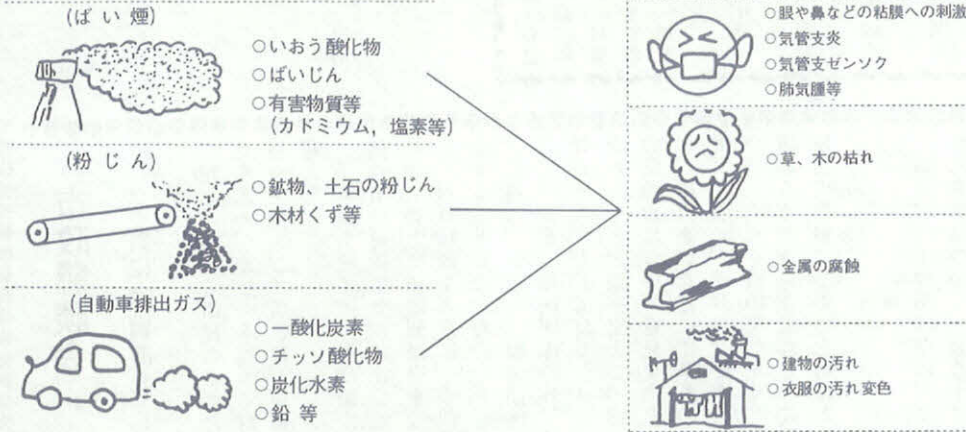 (ばい煙)
○いおう酸化物
○ばいじん
○有害物質等
(カドミウム，塩素等)
(粉じん)
○鉱物、土石の粉じん
○木材くず等
(自動車排出ガス)
○一酸化炭素
○チッソ酸化物
○炭化水素
○鉛 等
○眼や鼻などの粘膜への刺激
○気管支炎
○気管支ゼンソク
○肺気腫等
○草、木の枯れ
○金属の腐蝕
○建物の汚れ
○衣服の汚れ変色